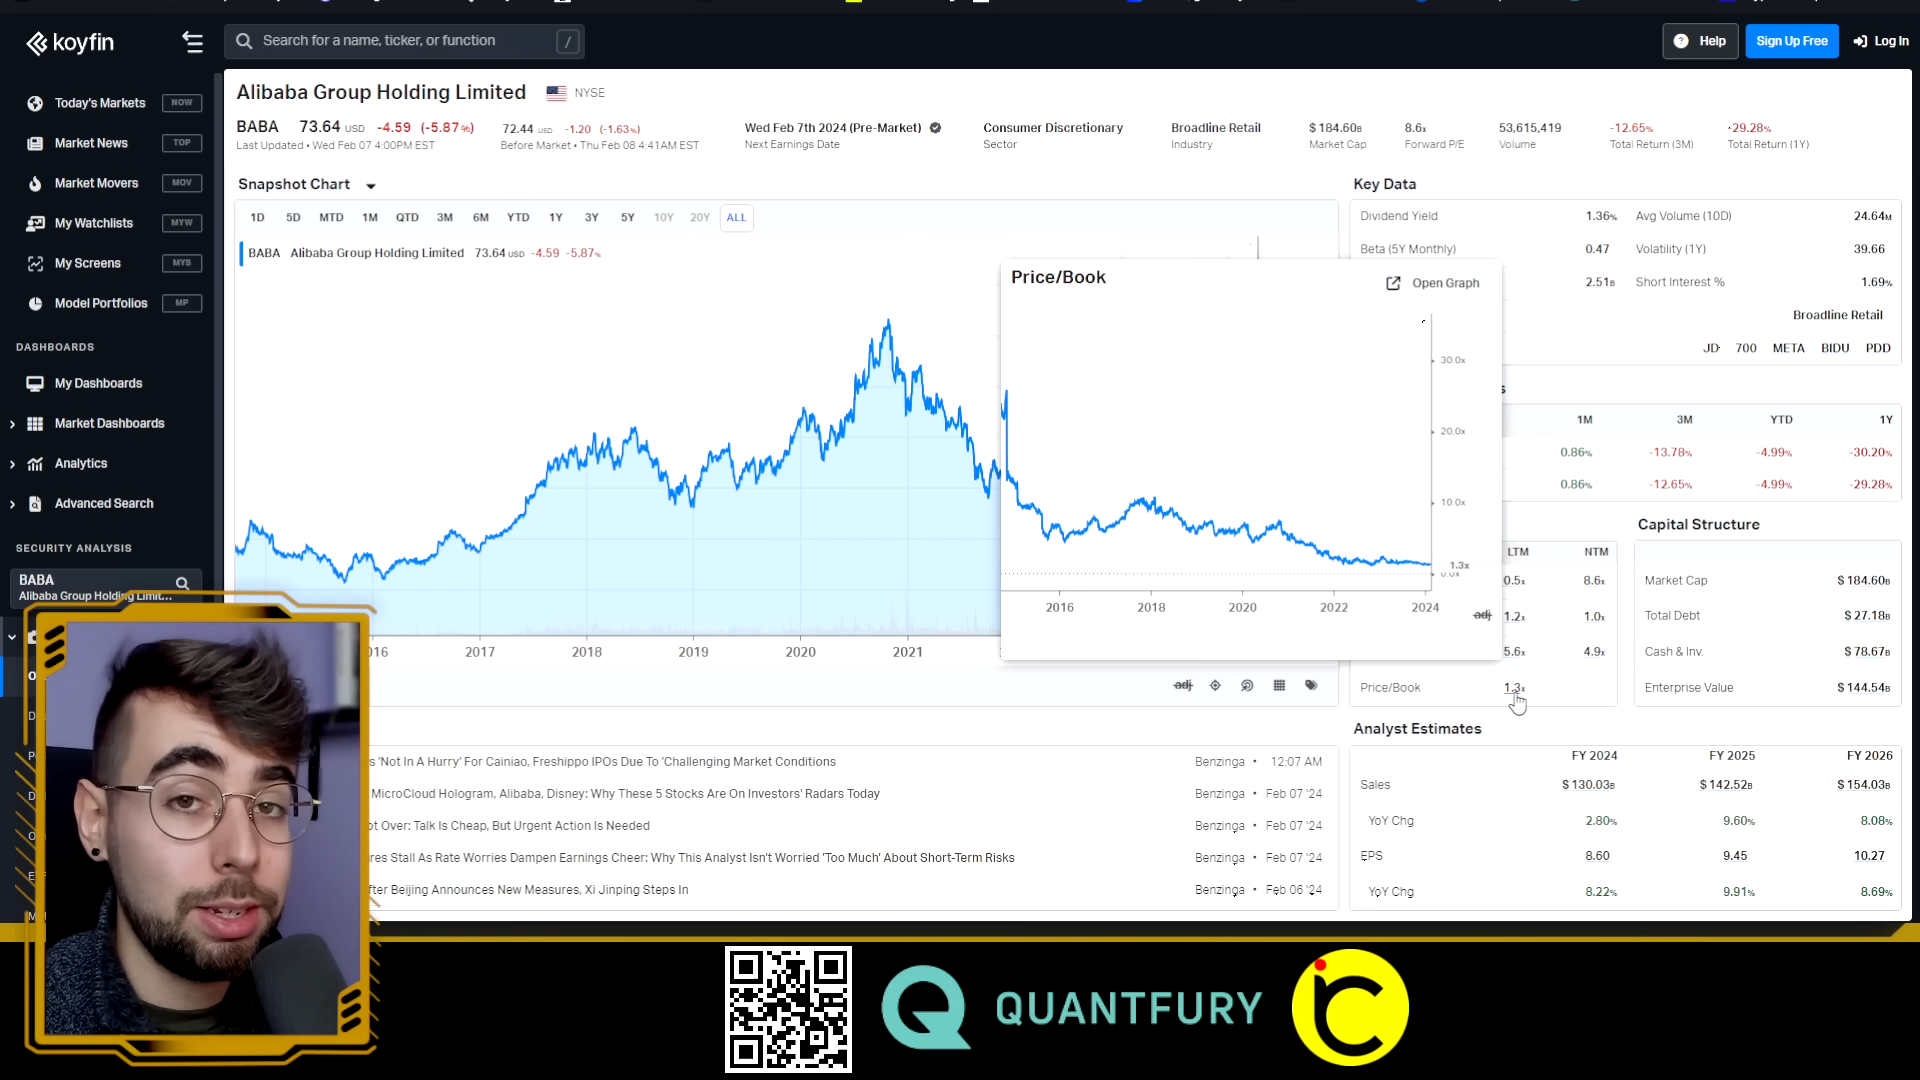 koyfin
Search for a name, ticker, or function /
Help
Sign Up Free
Log In
Today's Markets NOW
Market News TOP
Market Movers MOV
My Watchlists MYW
My Screens MYS
Model Portfolios MP
DASHBOARDS
My Dashboards
Market Dashboards
Analytics
Advanced Search
SECURITY ANALYSIS
BABA
Alibaba Group Holding Limit...
Alibaba Group Holding Limited NYSE
BABA 73.64 USD -4.59 (-5.87%)
Last Updated • Wed Feb 07 4:00PM EST
72.44 USD -1.20 (-1.63%)
Before Market • Thu Feb 08 4:41AM EST
Wed Feb 7th 2024 (Pre-Market)
Next Earnings Date
Consumer Discretionary
Sector
Broadline Retail
Industry
$ 184.60B
Market Cap
8.6x
Forward P/E
53,615,419
Volume
-12.65%
Total Return (3M)
-29.28%
Total Return (1Y)
Snapshot Chart
1D 5D MTD 1M QTD 3M 6M YTD 1Y 3Y 5Y 10Y 20Y ALL
BABA Alibaba Group Holding Limited 73.64 USD -4.59 -5.87%
016 2017 2018 2019 2020 2021
adj
Price/Book
Open Graph
30.0x
20.0x
10.0x
1.3x
0.0x
2016 2018 2020 2022 2024
adj
Key Data
Dividend Yield 1.36% Avg Volume (10D) 24.64M
Beta (5Y Monthly) 0.47 Volatility (1Y) 39.66
2.51B Short Interest % 1.69%
Broadline Retail
JD 700 META BIDU PDD
s
1M 3M YTD 1Y
0.86% -13.78% -4.99% -30.20%
0.86% -12.65% -4.99% -29.28%
LTM NTM
0.5x 8.6x
1.2x 1.0x
5.6x 4.9x
Price/Book 1.3x
Capital Structure
Market Cap $ 184.60B
Total Debt $ 27.18B
Cash & Inv. $ 78.67B
Enterprise Value $ 144.54B
Analyst Estimates
FY 2024 FY 2025 FY 2026
Sales $ 130.03B $ 142.52B $ 154.03B
YoY Chg 2.80% 9.60% 8.08%
EPS 8.60 9.45 10.27
YoY Chg 8.22% 9.91% 8.69%
s 'Not In A Hurry' For Cainiao, Freshippo IPOs Due To 'Challenging Market Conditions Benzinga • 12:07 AM
MicroCloud Hologram, Alibaba, Disney: Why These 5 Stocks Are On Investors' Radars Today Benzinga • Feb 07 '24
ot Over: Talk Is Cheap, But Urgent Action Is Needed Benzinga • Feb 07 '24
res Stall As Rate Worries Dampen Earnings Cheer: Why This Analyst Isn't Worried 'Too Much' About Short-Term Risks Benzinga • Feb 07 '24
fter Beijing Announces New Measures, Xi Jinping Steps In Benzinga • Feb 06 '24
QUANTFURY